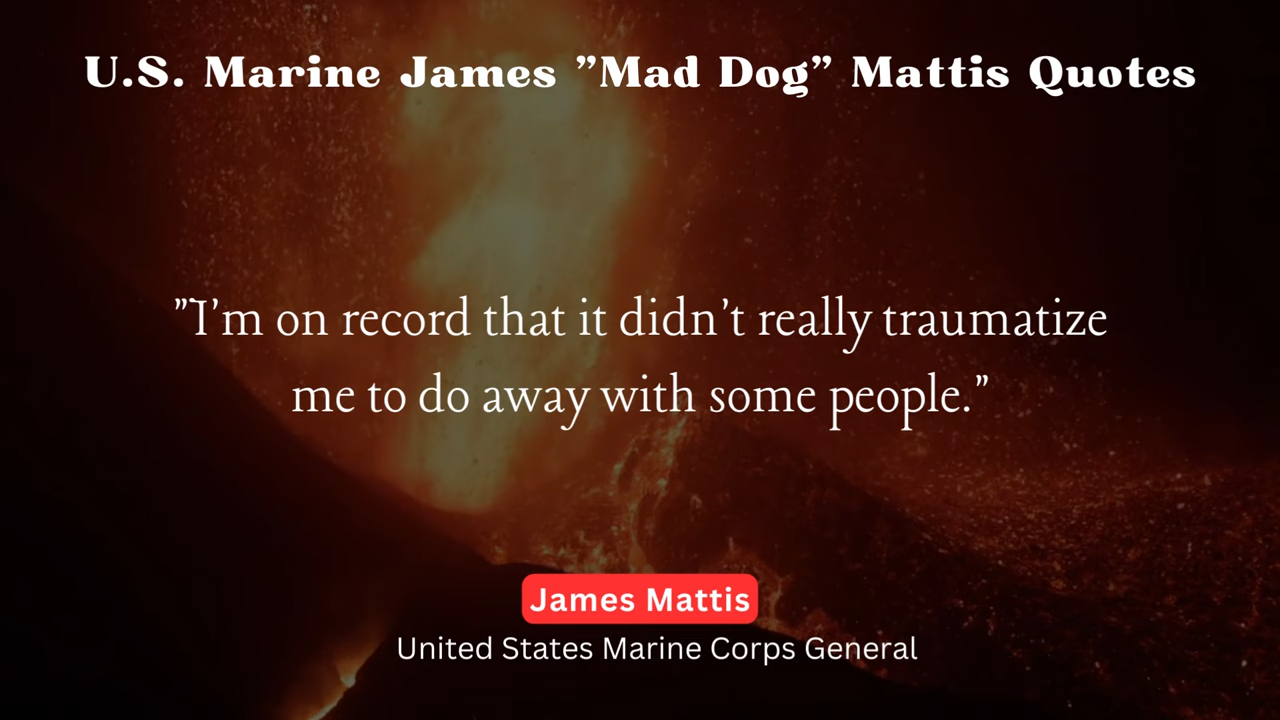 U.S. Marine James ”Mad Dog” Mattis Quotes
"I'm on record that it didn't really traumatize
me to do away with some people."
James Mattis
United States Marine Corps General